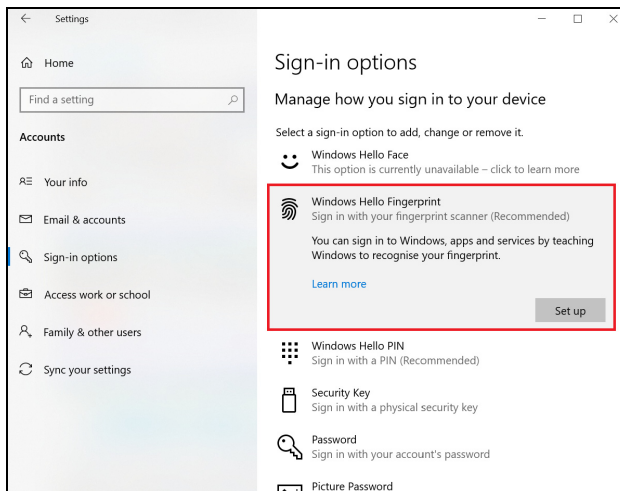 Settings
Home
Find a setting
Accounts
Your info
Email & accounts
Sign-in options
Access work or school
Family & other users
Sync your settings
Sign-in options
Manage how you sign in to your device
Select a sign-in option to add, change or remove it.
Windows Hello Face
This option is currently unavailable – click to learn more
Windows Hello Fingerprint
Sign in with your fingerprint scanner (Recommended)
You can sign in to Windows, apps and services by teaching
Windows to recognise your fingerprint.
Learn more
Set up
Windows Hello PIN
Sign in with a PIN (Recommended)
Security Key
Sign in with a physical security key
Password
Sign in with your account's password
Picture Password